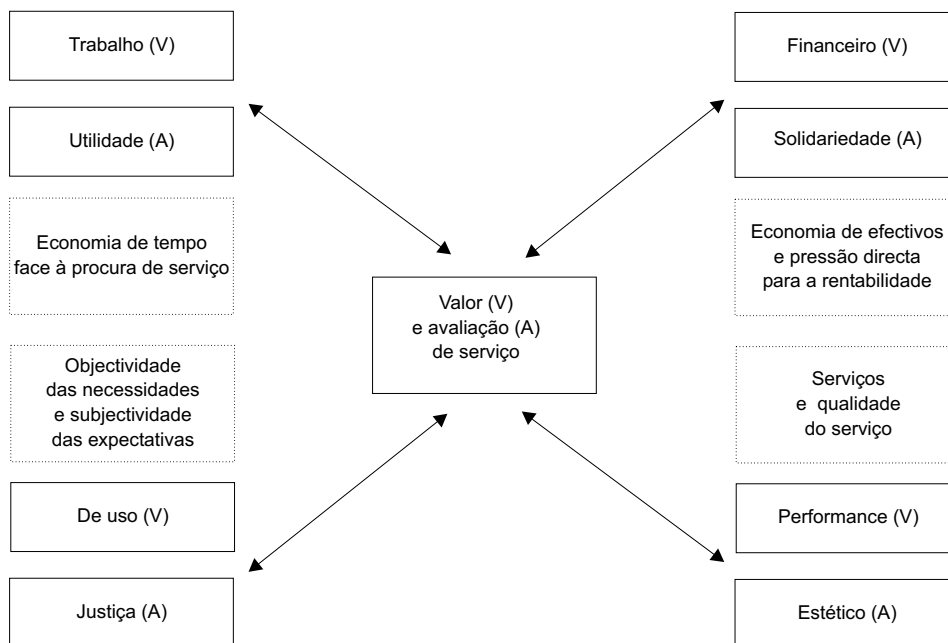 Trabalho (V)
Utilidade (A)
Economia de tempo
face à procura de serviço
Objectividade
das necessidades
e subjectividade
das expectativas
De uso (V)
Justiça (A)
Valor (V)
e avaliação (A)
de serviço
Financeiro (V)
Solidariedade (A)
Economia de efectivos
e pressão directa
para a rentabilidade
Serviços
e qualidade
do serviço
Performance (V)
Estético (A)